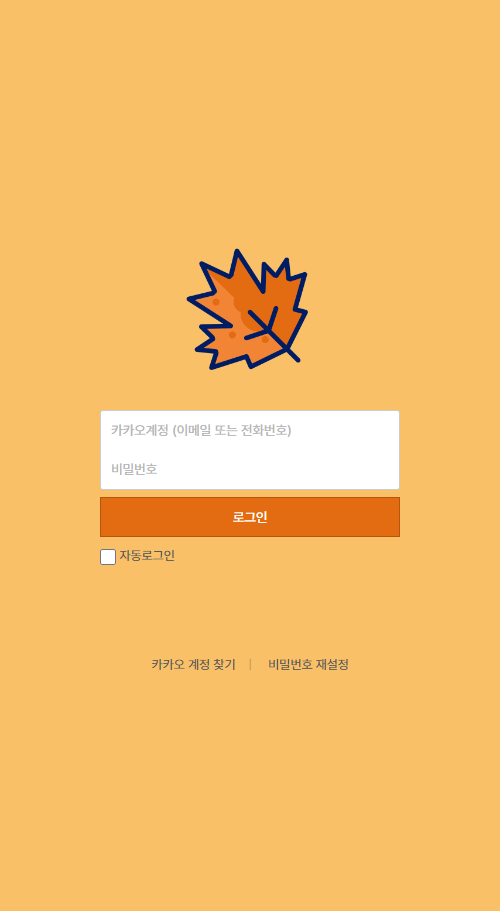 카카오계정 (이메일 또는 전화번호)
비밀번호
로그인
자동로그인
카카오 계정 찾기 | 비밀번호 재설정